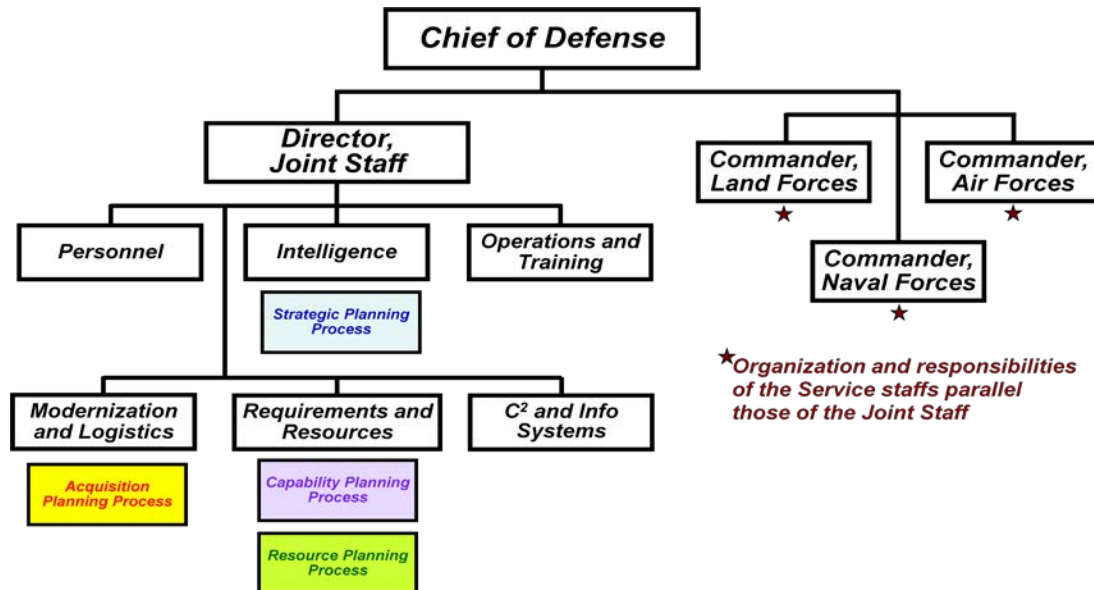 Chief of Defense
Director,
Joint Staff
Commander,
Land Forces
Commander,
Air Forces
Commander,
Naval Forces
Personnel
Intelligence
Operations and
Training
Strategic Planning
Process
★Organization and responsibilities
of the Service staffs parallel
those of the Joint Staff
Modernization
and Logistics
Requirements and
Resources
C² and Info
Systems
Acquisition
Planning Process
Capability Planning
Process
Resource Planning
Process